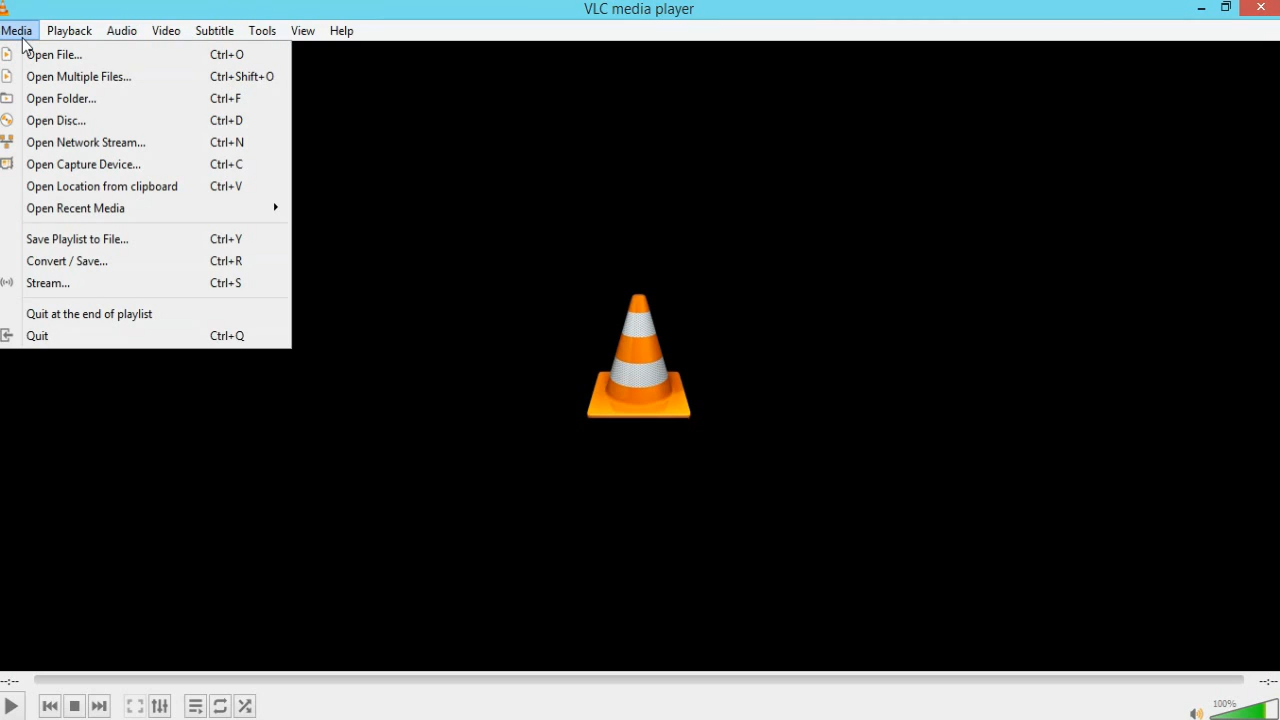 VLC media player
Media Playback Audio Video Subtitle Tools View Help
Open File... Ctrl+O
Open Multiple Files... Ctrl+Shift+O
Open Folder... Ctrl+F
Open Disc... Ctrl+D
Open Network Stream... Ctrl+N
Open Capture Device... Ctrl+C
Open Location from clipboard Ctrl+V
Open Recent Media
Save Playlist to File... Ctrl+Y
Convert / Save... Ctrl+R
Stream... Ctrl+S
Quit at the end of playlist
Quit Ctrl+Q
--:-- --:--
100%